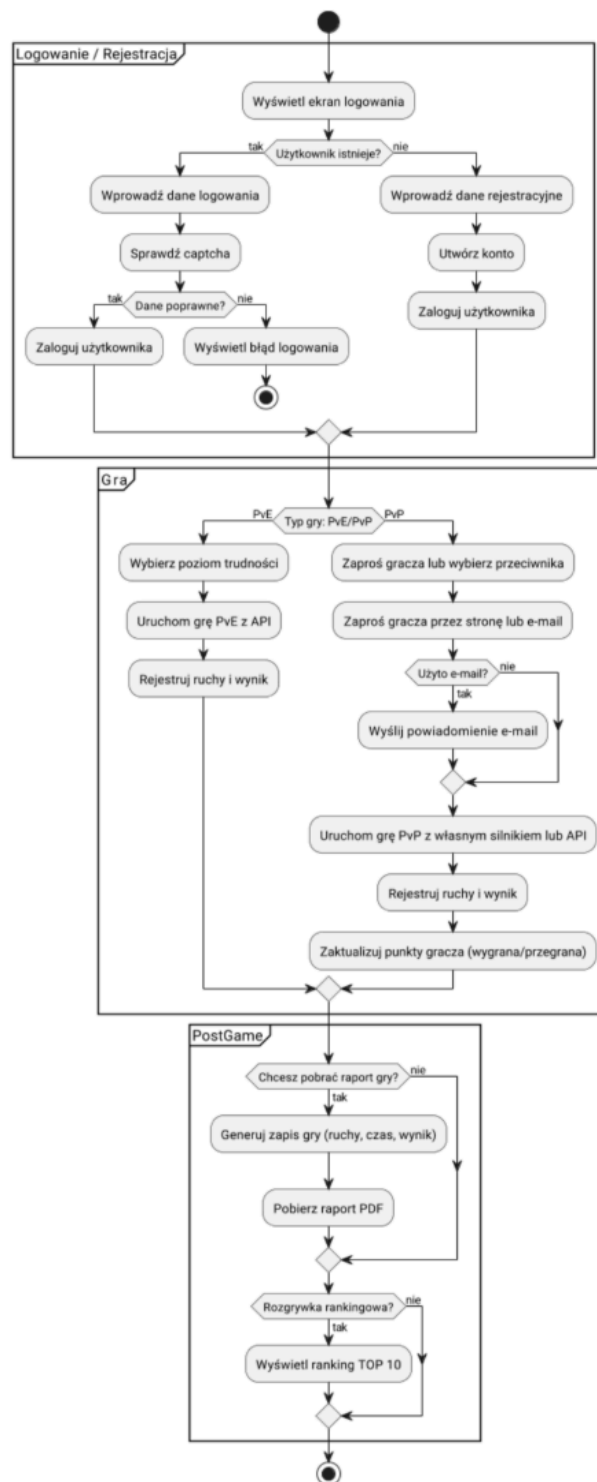 Logowanie / Rejestracja
Wyświetl ekran logowania
tak
Użytkownik istnieje?
nie
Wprowadź dane logowania
Wprowadź dane rejestracyjne
Sprawdź captcha
Utwórz konto
tak
Dane poprawne?
nie
Zaloguj użytkownika
Zaloguj użytkownika
Wyświetl błąd logowania
Gra
PvE
Typ gry: PvE/PvP
PvP
Wybierz poziom trudności
Zaproś gracza lub wybierz przeciwnika
Uruchom grę PvE z API
Zaproś gracza przez stronę lub e-mail
Rejestruj ruchy i wynik
Użyto e-mail?
nie
tak
Wyślij powiadomienie e-mail
Uruchom grę PvP z własnym silnikiem lub API
Rejestruj ruchy i wynik
Zaktualizuj punkty gracza (wygrana/przegrana)
PostGame
Chcesz pobrać raport gry?
nie
tak
Generuj zapis gry (ruchy, czas, wynik)
Pobierz raport PDF
Rozgrywka rankingowa?
nie
tak
Wyświetl ranking TOP 10